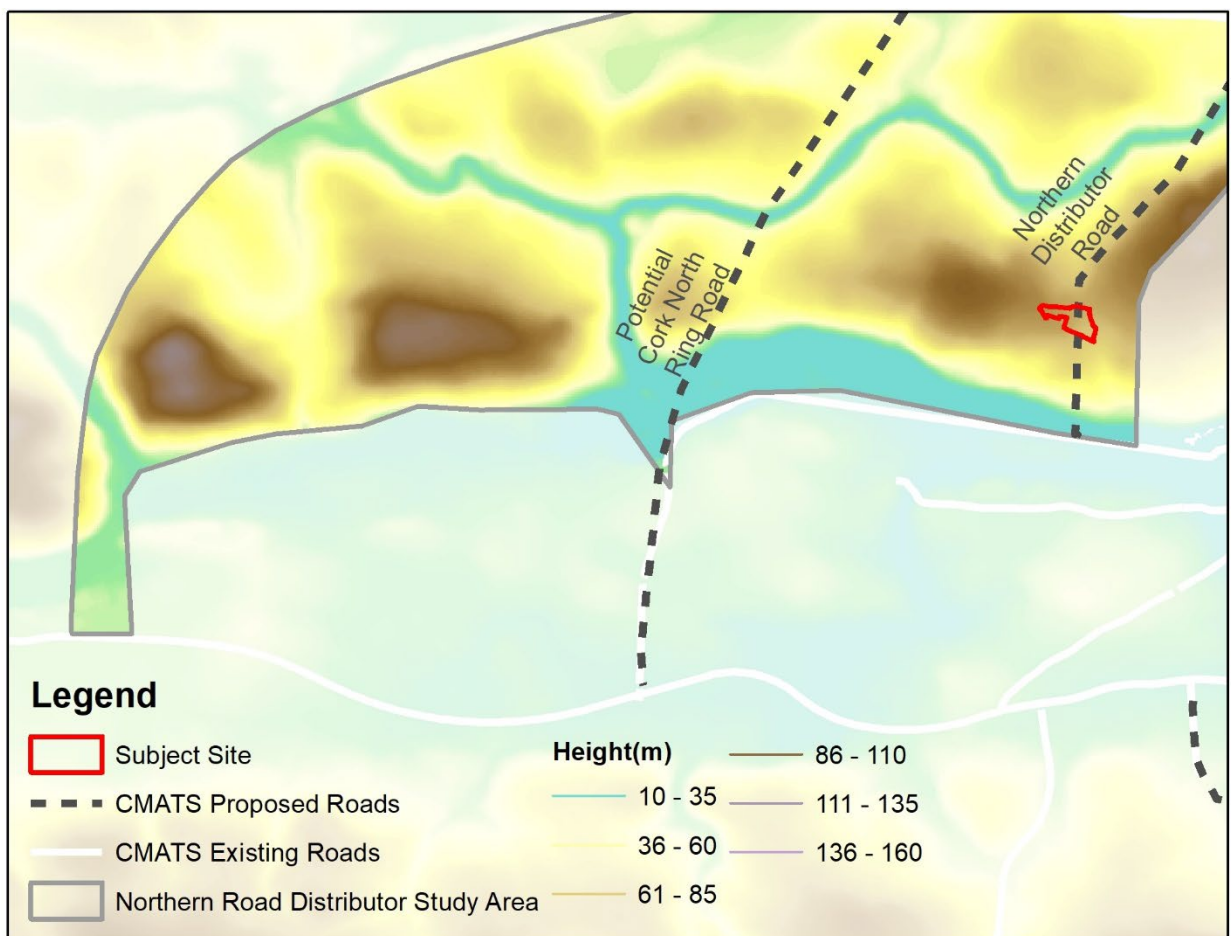 Potential
Cork North
Ring Road
Northern
Distributor
Road
Legend
Subject Site
CMATS Proposed Roads
CMATS Existing Roads
Northern Road Distributor Study Area
Height(m)
10 - 35
36 - 60
61 - 85
86 - 110
111 - 135
136 - 160